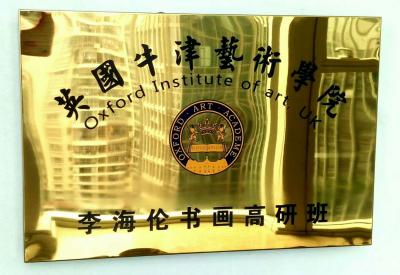 英國牛津藝術學院
Oxford Institute of art, UK
OXFORD · ART · ACADEME
李海伦书画高研班